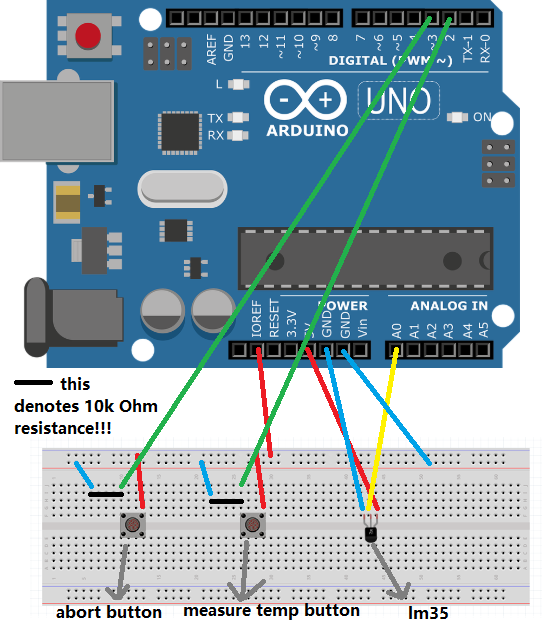 AREF
GND
13
12
~11
~10
~9
8
7
~6
~5
4
~3
2
TX→1
RX←0
DIGITAL (PWM ~)
L
TX
RX
UNO
ARDUINO
ON
POWER
ANALOG IN
IOREF
RESET
3.3V
5V
GND
GND
Vin
A0
A1
A2
A3
A4
A5
this
denotes 10k Ohm
resistance!!!
abort button
measure temp button
lm35